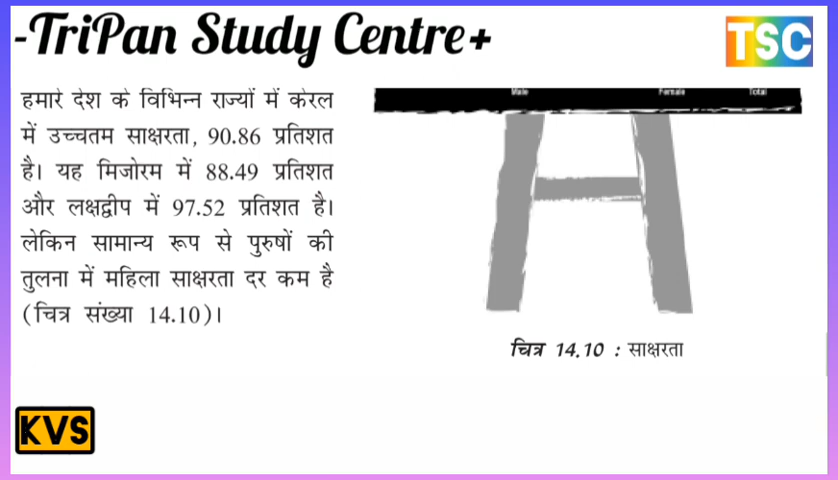 -TriPan Study Centre+
TSC
हमारे देश के विभिन्न राज्यों में केरल
में उच्चतम साक्षरता, 90.86 प्रतिशत
है। यह मिजोरम में 88.49 प्रतिशत
और लक्षद्वीप में 97.52 प्रतिशत है।
लेकिन सामान्य रूप से पुरुषों की
तुलना में महिला साक्षरता दर कम है
(चित्र संख्या 14.10)।
Male Female Total
चित्र 14.10 : साक्षरता
KVS